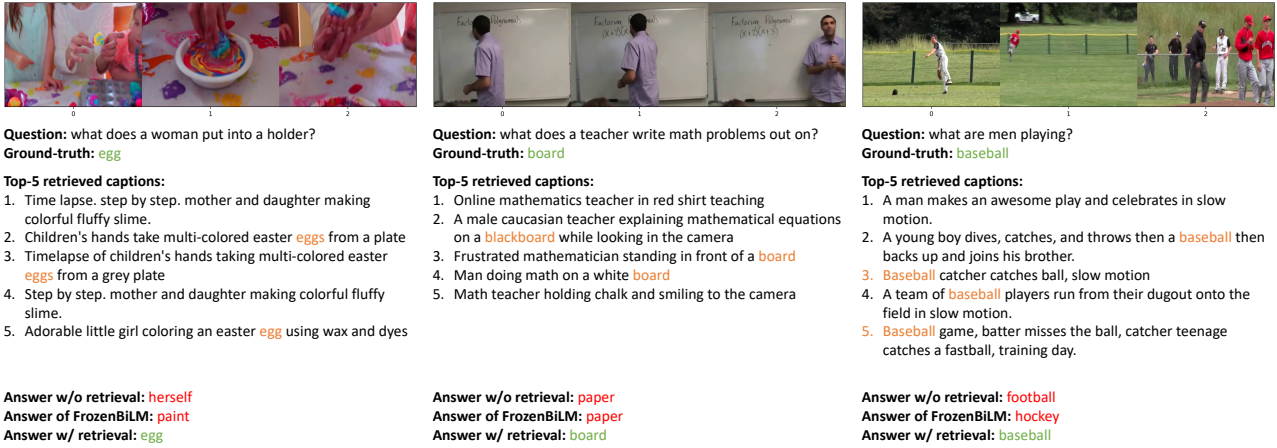 Factoring Polynomials
Factoring Polynomials
Factoring Polynomials
(x+2)(x+3)
0
1
2
Question: what does a woman put into a holder?
Ground-truth: egg
Top-5 retrieved captions:
1. Time lapse. step by step. mother and daughter making
colorful fluffy slime.
2. Children's hands take multi-colored easter eggs from a plate
3. Timelapse of children's hands taking multi-colored easter
eggs from a grey plate
4. Step by step. mother and daughter making colorful fluffy
slime.
5. Adorable little girl coloring an easter egg using wax and dyes
Answer w/o retrieval: herself
Answer of FrozenBiLM: paint
Answer w/ retrieval: egg
0
1
2
Question: what does a teacher write math problems out on?
Ground-truth: board
Top-5 retrieved captions:
1. Online mathematics teacher in red shirt teaching
2. A male caucasian teacher explaining mathematical equations
on a blackboard while looking in the camera
3. Frustrated mathematician standing in front of a board
4. Man doing math on a white board
5. Math teacher holding chalk and smiling to the camera
Answer w/o retrieval: paper
Answer of FrozenBiLM: paper
Answer w/ retrieval: board
0
1
2
Question: what are men playing?
Ground-truth: baseball
Top-5 retrieved captions:
1. A man makes an awesome play and celebrates in slow
motion.
2. A young boy dives, catches, and throws then a baseball then
backs up and joins his brother.
3. Baseball catcher catches ball, slow motion
4. A team of baseball players run from their dugout onto the
field in slow motion.
5. Baseball game, batter misses the ball, catcher teenage
catches a fastball, training day.
Answer w/o retrieval: football
Answer of FrozenBiLM: hockey
Answer w/ retrieval: baseball